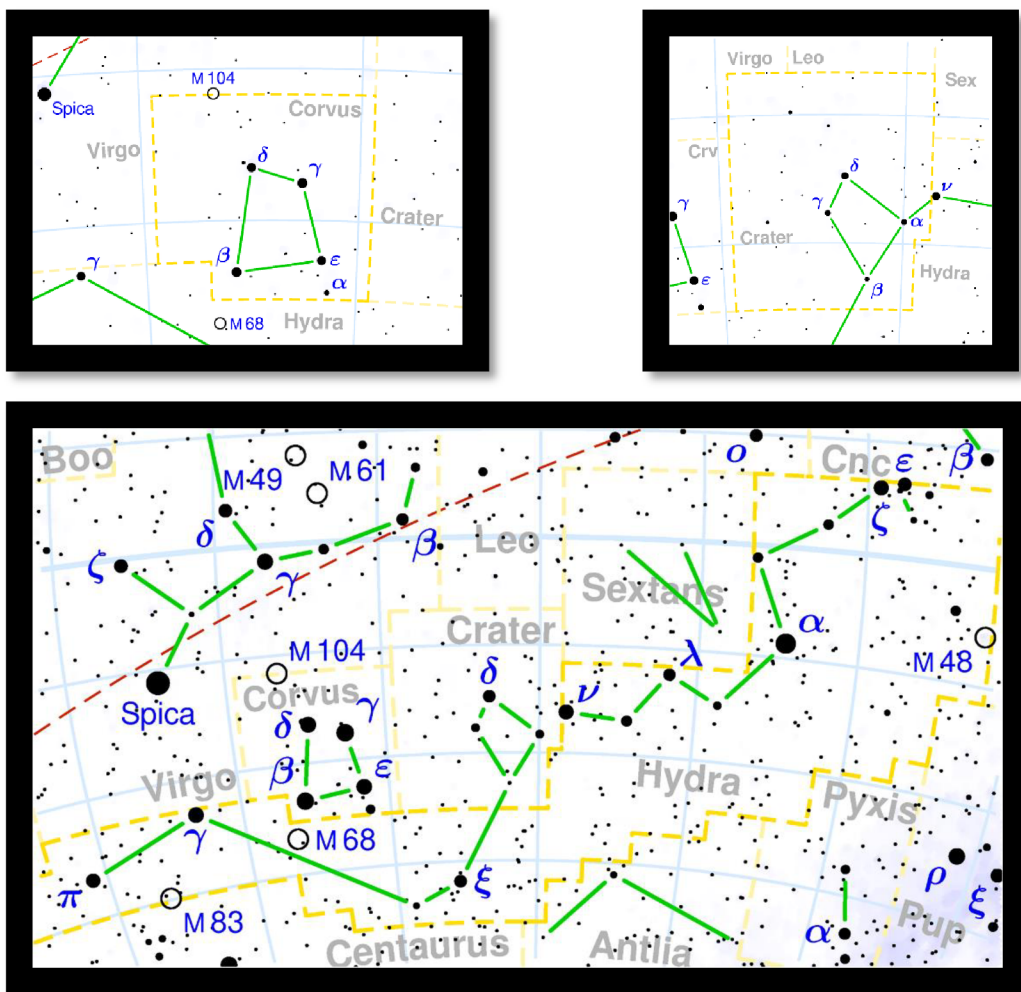 M 104
Corvus
Spica
Virgo
δ
γ
Crater
β
ε
α
γ
Hydra
M 68
Virgo
Leo
Sex
Crv
δ
ν
γ
γ
α
Crater
ε
Hydra
β
Boo
M 49
M 61
ο
Cnc
ε
β
δ
ζ
β
Leo
ζ
γ
Sextans
α
Crater
λ
M 104
M 48
Spica
Corvus
δ
ν
δ
γ
β
ε
Virgo
Hydra
Pyxis
γ
M 68
π
ξ
ρ
ξ
M 83
Centaurus
Antlia
α
Pup